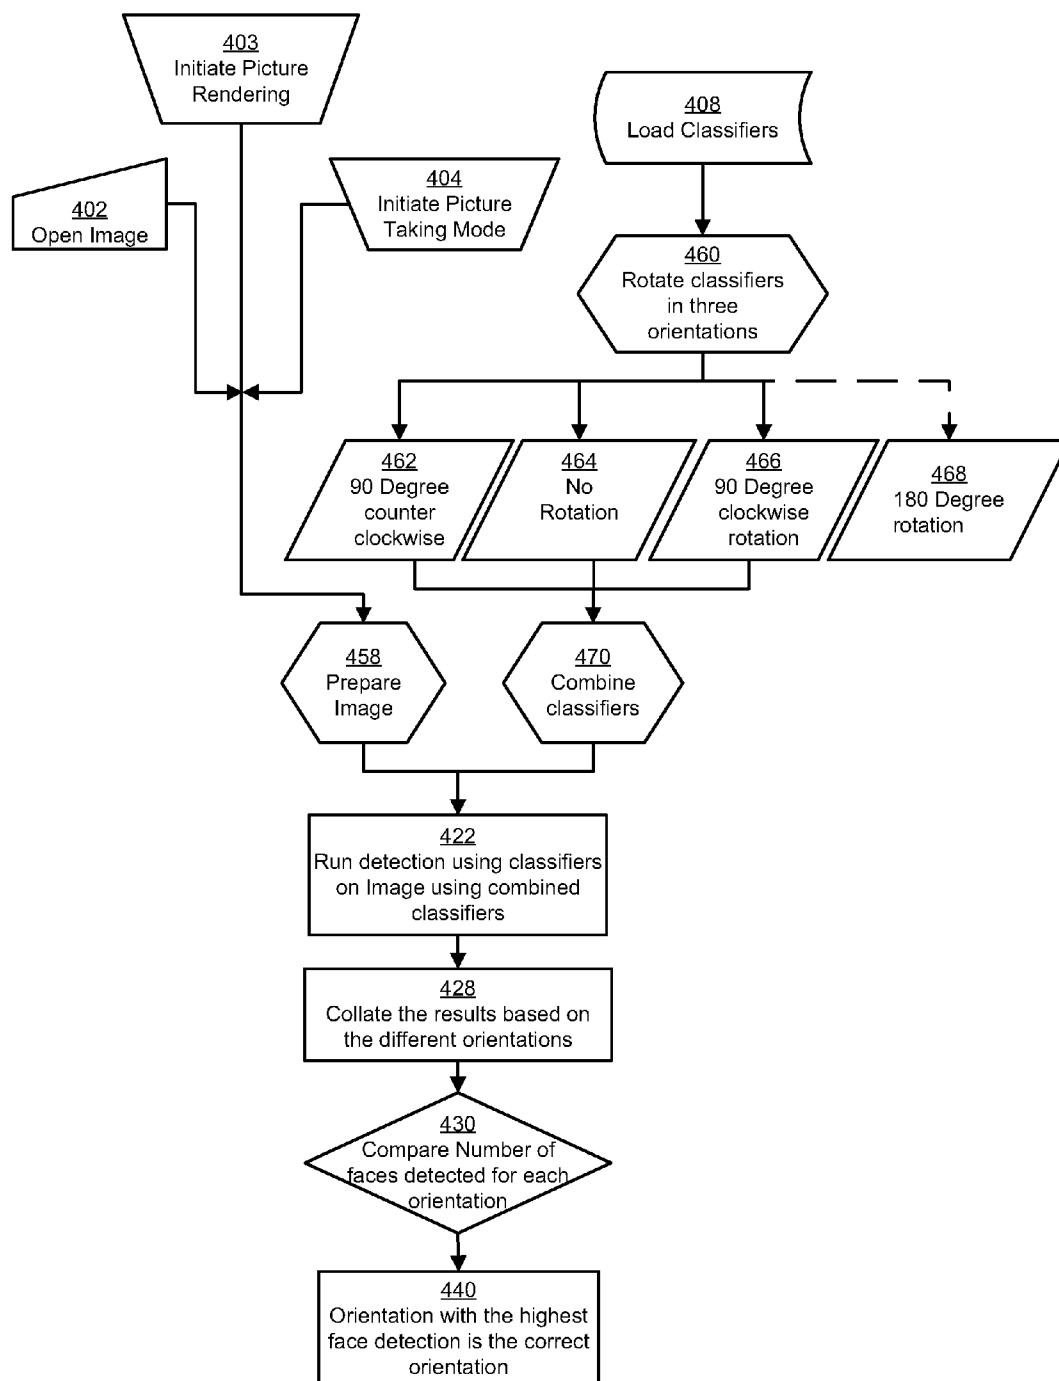 403
Initiate Picture
Rendering
408
Load Classifiers
402
Open Image
404
Initiate Picture
Taking Mode
460
Rotate classifiers
in three
orientations
462
90 Degree
counter
clockwise
464
No
Rotation
466
90 Degree
clockwise
rotation
468
180 Degree
rotation
458
Prepare
Image
470
Combine
classifiers
422
Run detection using classifiers
on Image using combined
classifiers
428
Collate the results based on
the different orientations
430
Compare Number of
faces detected for each
orientation
440
Orientation with the highest
face detection is the correct
orientation